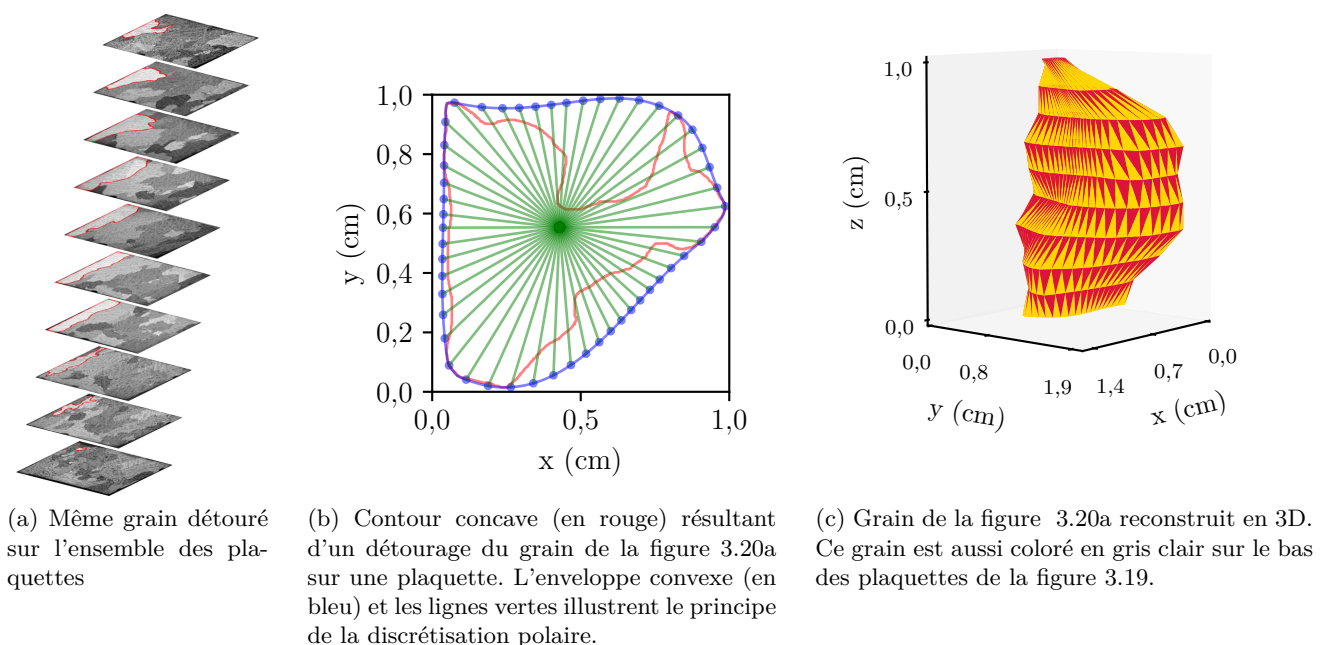 1,0
0,8
0,6
0,4
0,2
0,0
y (cm)
0,0
0,5
1,0
x (cm)
1,0
0,5
0,0
z (cm)
0,0
0,8
1,9
y (cm)
1,4
0,7
0,0
x (cm)
(a) Même grain détouré
sur l'ensemble des pla-
quettes
(b) Contour concave (en rouge) résultant
d'un détourage du grain de la figure 3.20a
sur une plaquette. L'enveloppe convexe (en
bleu) et les lignes vertes illustrent le principe
de la discrétisation polaire.
(c) Grain de la figure 3.20a reconstruit en 3D.
Ce grain est aussi coloré en gris clair sur le bas
des plaquettes de la figure 3.19.